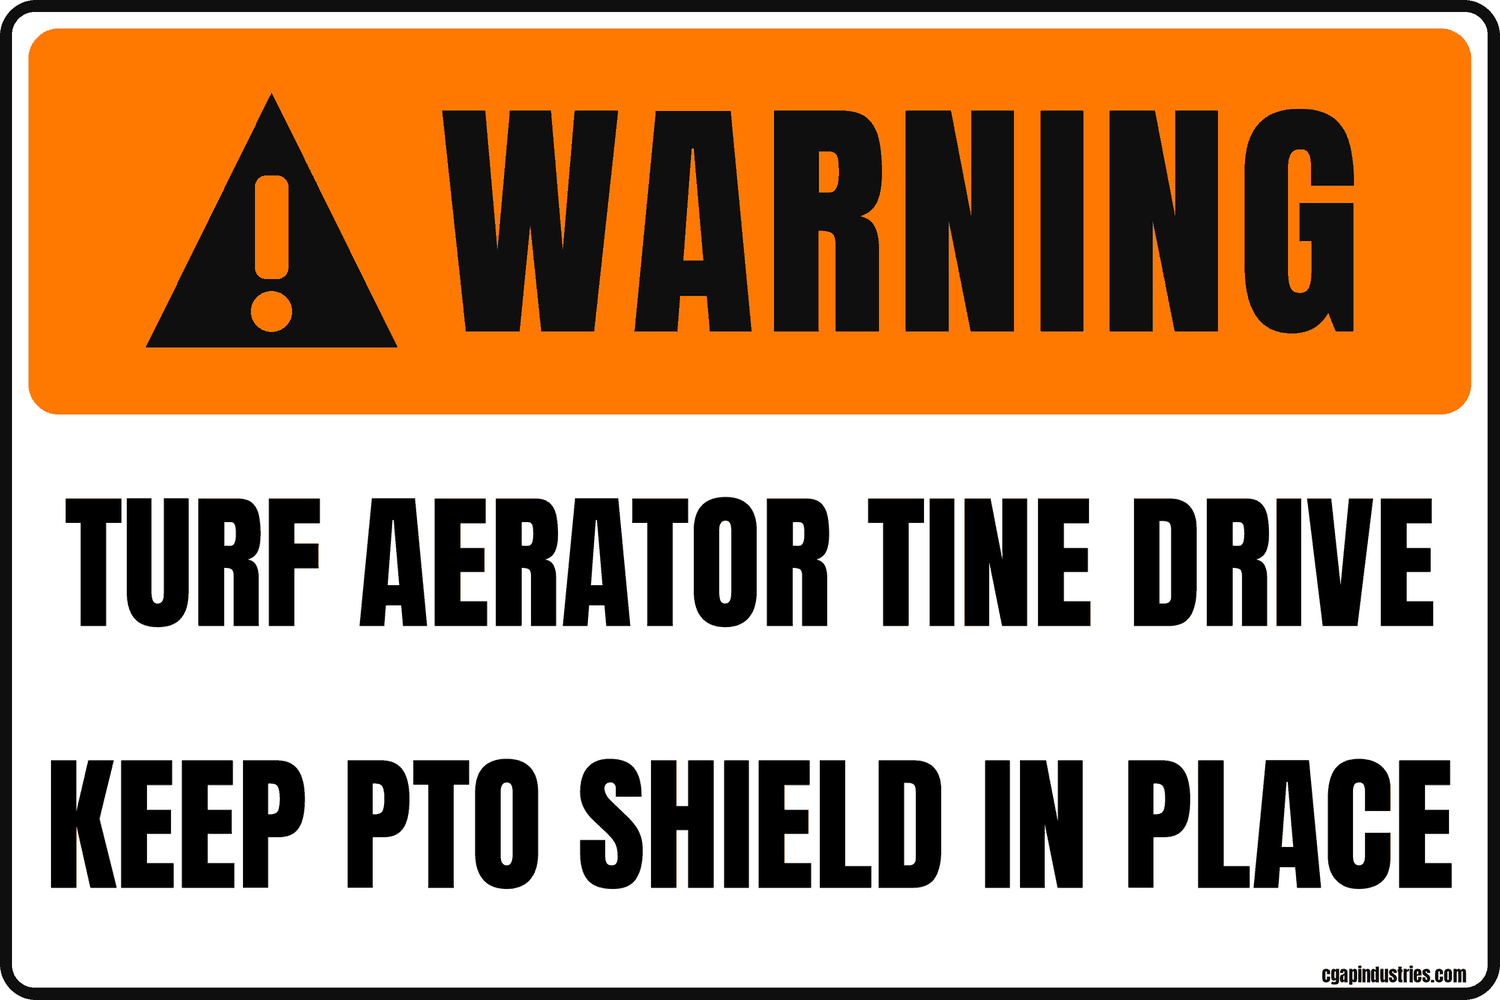 WARNING
TURF AERATOR TINE DRIVE
KEEP PTO SHIELD IN PLACE
cgapindustries.com